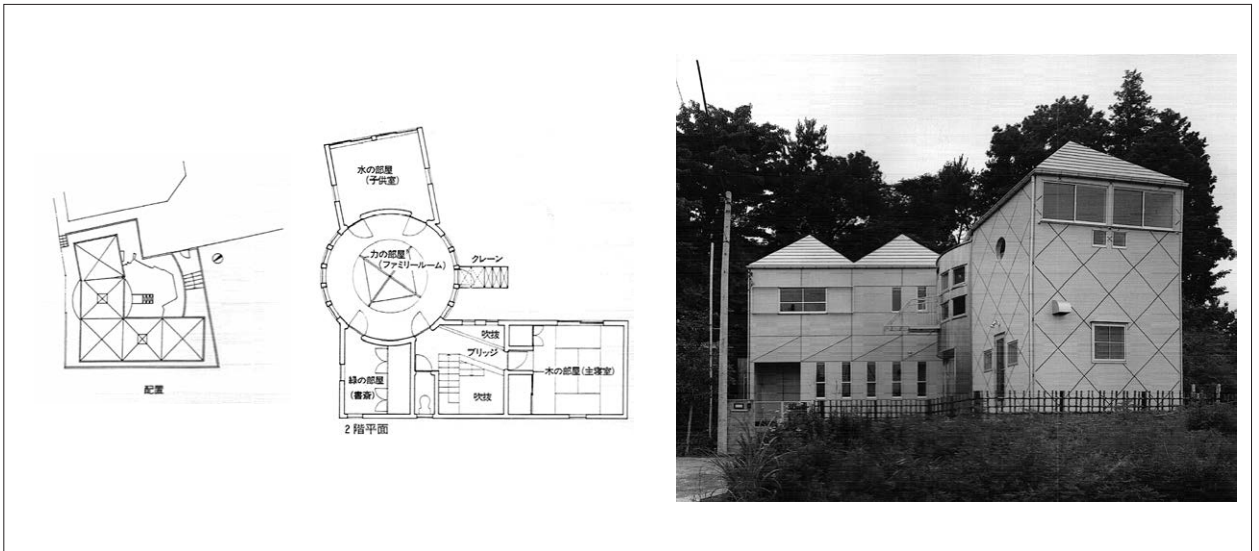 配置
水の部屋
(子供室)
力の部屋
(ファミリールーム)
クレーン
吹抜
ブリッジ
緑の部屋
(書斎)
木の部屋(主寝室)
吹抜
2階平面